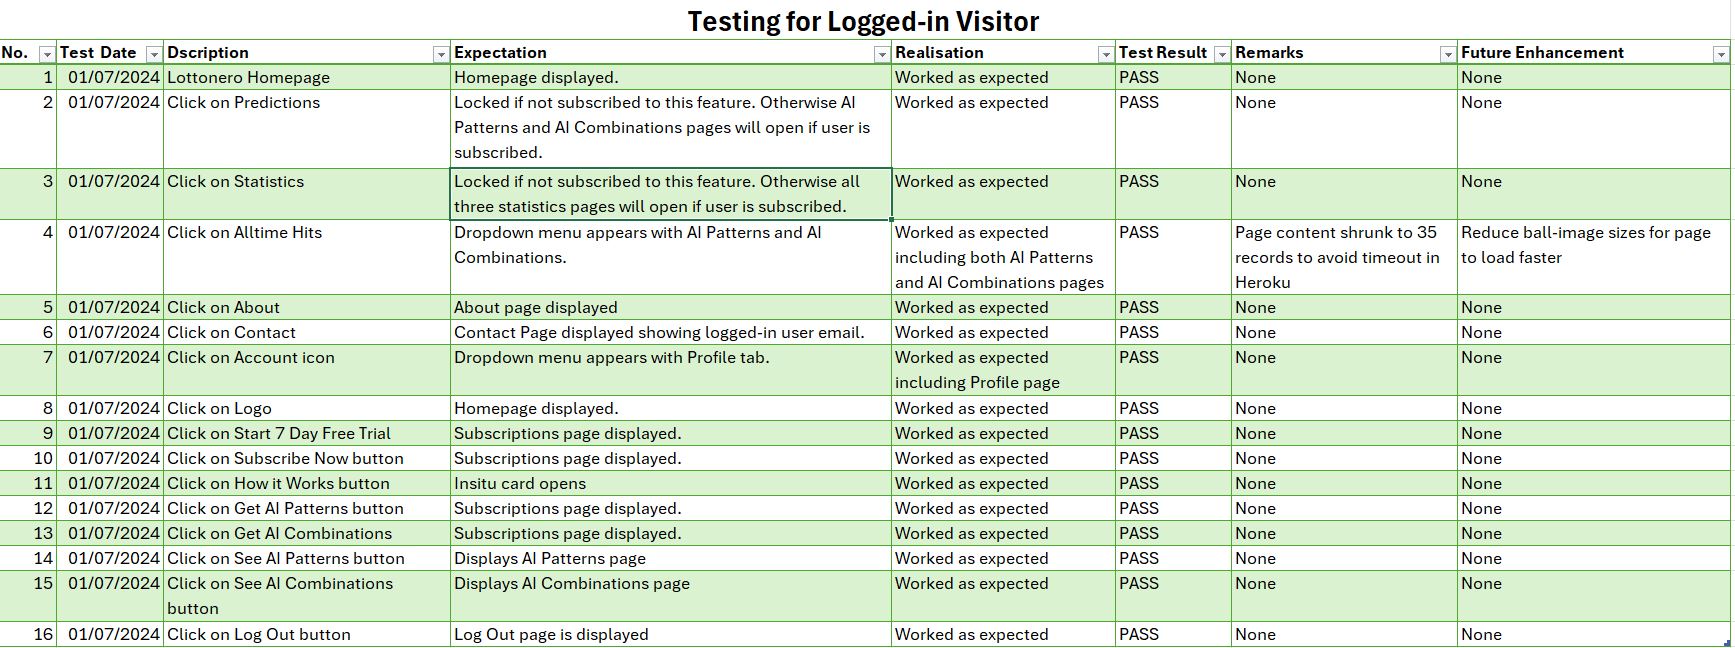 Testing for Logged-in Visitor
No. Test Date Dscription Expectation Realisation Test Result Remarks Future Enhancement
1 01/07/2024 Lottonero Homepage Homepage displayed. Worked as expected PASS None None
2 01/07/2024 Click on Predictions Locked if not subscribed to this feature. Otherwise AI Worked as expected PASS None None
Patterns and AI Combinations pages will open if user is
subscribed.
3 01/07/2024 Click on Statistics Locked if not subscribed to this feature. Otherwise all Worked as expected PASS None None
three statistics pages will open if user is subscribed.
4 01/07/2024 Click on Alltime Hits Dropdown menu appears with AI Patterns and AI Worked as expected PASS Page content shrunk to 35 Reduce ball-image sizes for page
Combinations. including both AI Patterns records to avoid timeout in to load faster
and AI Combinations pages Heroku
5 01/07/2024 Click on About About page displayed Worked as expected PASS None None
6 01/07/2024 Click on Contact Contact Page displayed showing logged-in user email. Worked as expected PASS None None
7 01/07/2024 Click on Account icon Dropdown menu appears with Profile tab. Worked as expected PASS None None
including Profile page
8 01/07/2024 Click on Logo Homepage displayed. Worked as expected PASS None None
9 01/07/2024 Click on Start 7 Day Free Trial Subscriptions page displayed. Worked as expected PASS None None
10 01/07/2024 Click on Subscribe Now button Subscriptions page displayed. Worked as expected PASS None None
11 01/07/2024 Click on How it Works button Insitu card opens Worked as expected PASS None None
12 01/07/2024 Click on Get AI Patterns button Subscriptions page displayed. Worked as expected PASS None None
13 01/07/2024 Click on Get AI Combinations Subscriptions page displayed. Worked as expected PASS None None
14 01/07/2024 Click on See AI Patterns button Displays AI Patterns page Worked as expected PASS None None
15 01/07/2024 Click on See AI Combinations Displays AI Combinations page Worked as expected PASS None None
button
16 01/07/2024 Click on Log Out button Log Out page is displayed Worked as expected PASS None None